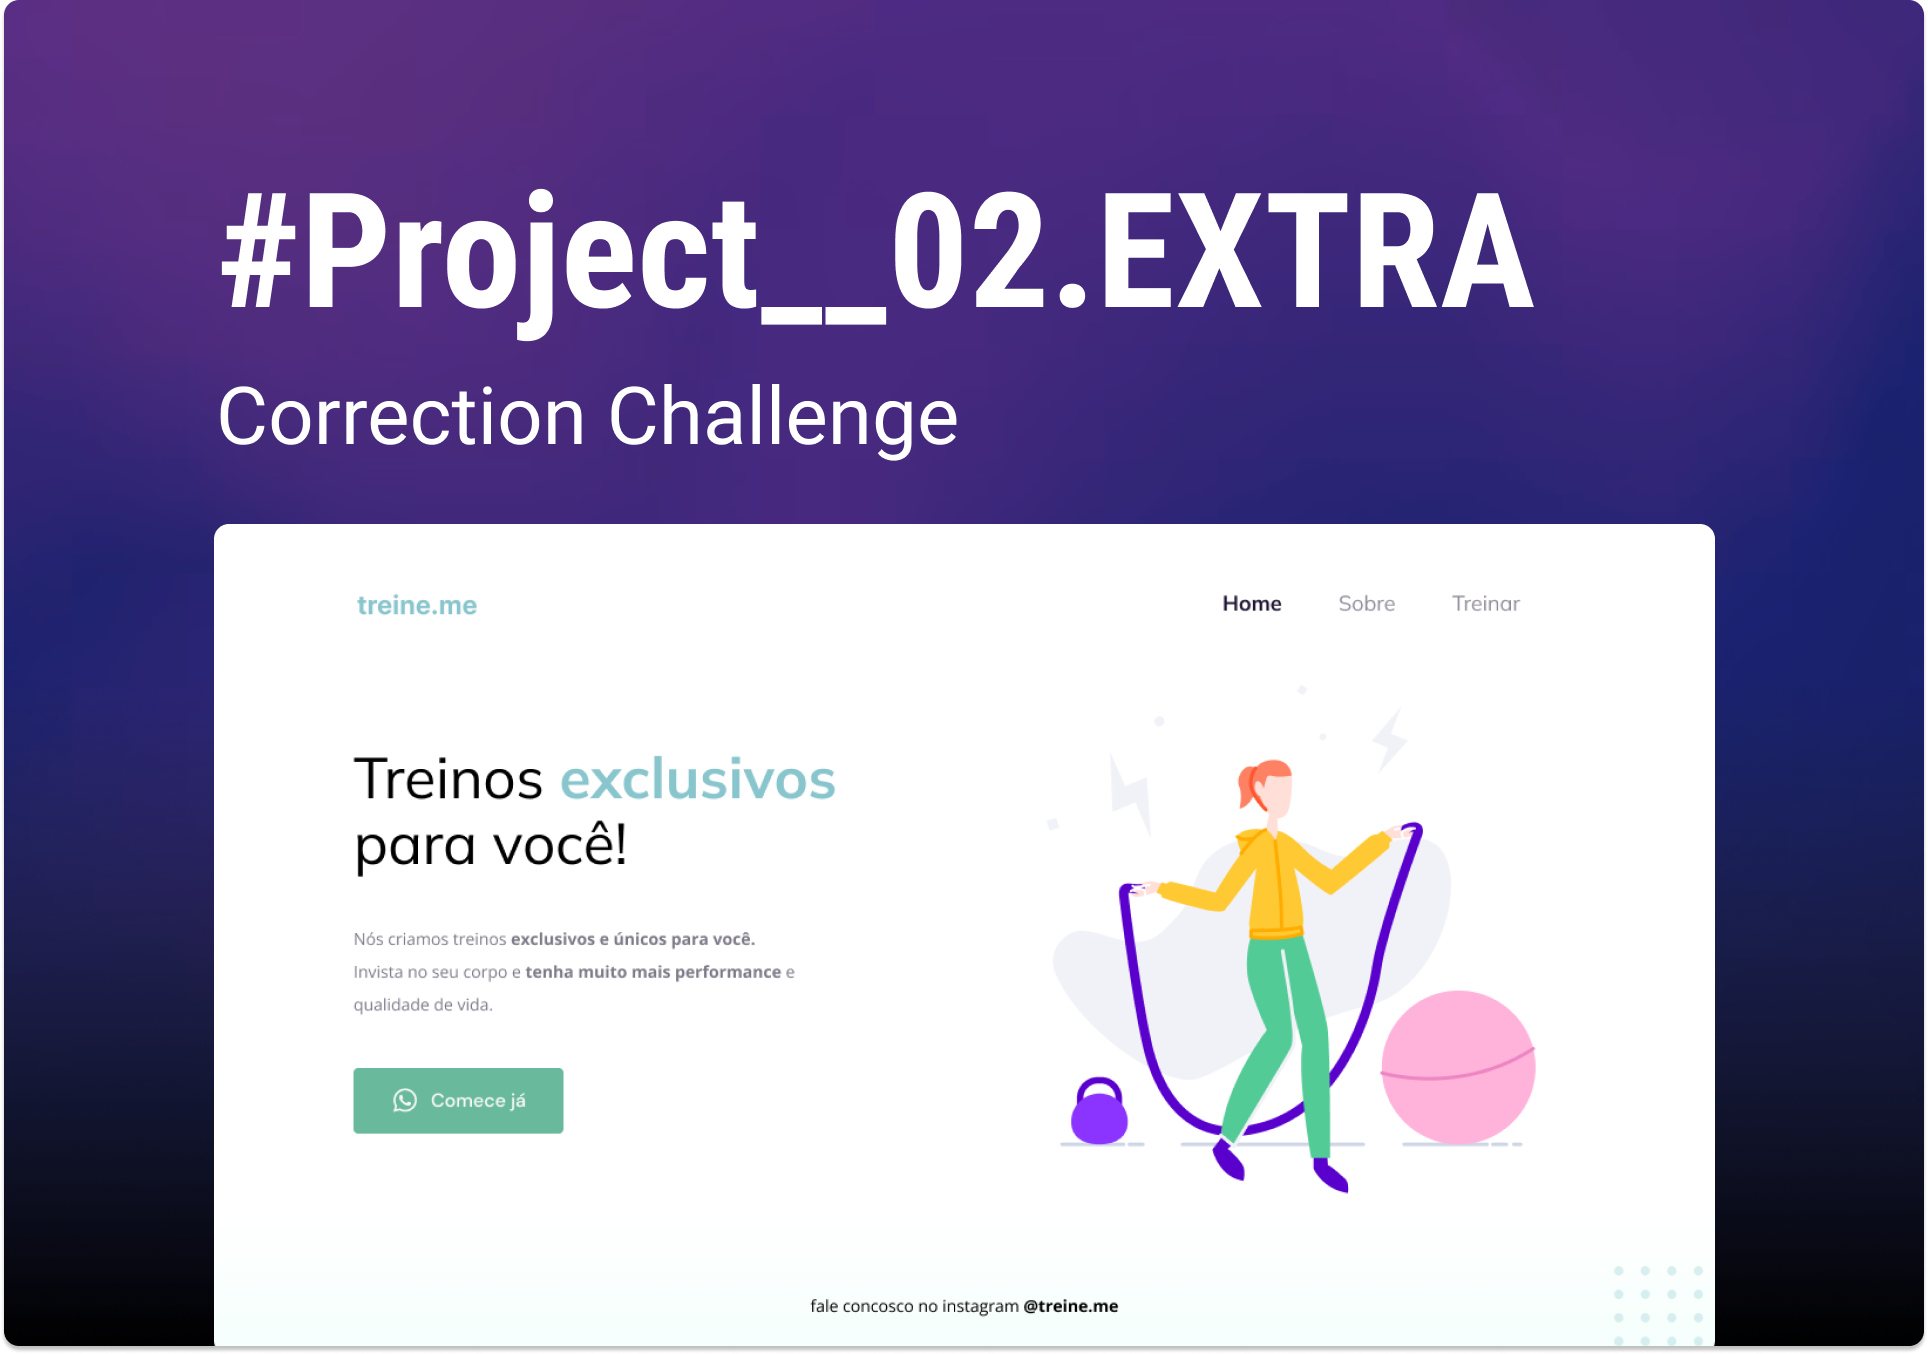 #Project__02.EXTRA
Correction Challenge
treine.me
Home Sobre Treinar
Treinos exclusivos
para você!
Nós criamos treinos exclusivos e únicos para você.
Invista no seu corpo e tenha muito mais performance e
qualidade de vida.
Comece já
fale concosco no instagram @treine.me